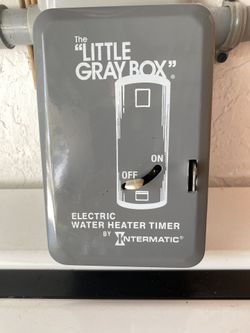 The
"LITTLE
GRAY BOX"®
ON
OFF
ELECTRIC
WATER HEATER TIMER
BY INTERMATIC®